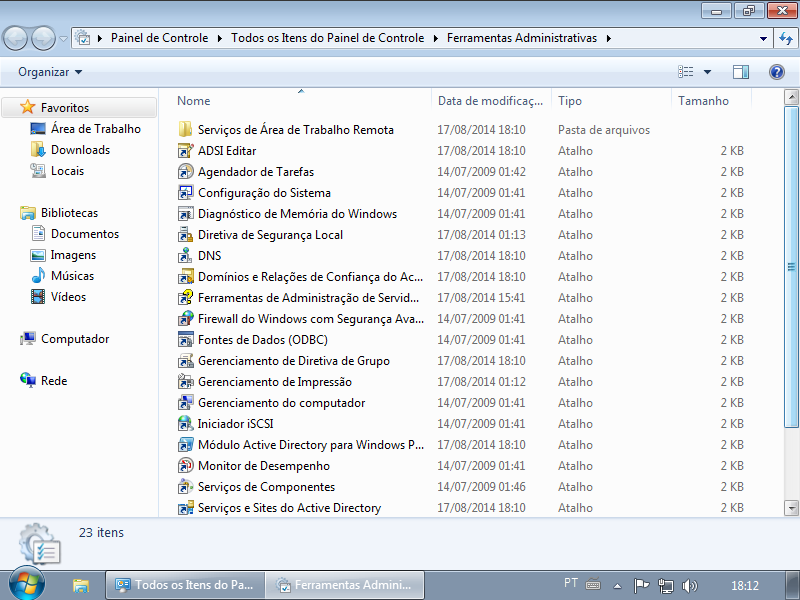 Painel de Controle
Todos os Itens do Painel de Controle
Ferramentas Administrativas
Organizar
Favoritos
Área de Trabalho
Downloads
Locais
Bibliotecas
Documentos
Imagens
Músicas
Vídeos
Computador
Rede
Nome Data de modificaç... Tipo Tamanho
Serviços de Área de Trabalho Remota 17/08/2014 18:10 Pasta de arquivos
ADSI Editar 17/08/2014 18:10 Atalho 2 KB
Agendador de Tarefas 14/07/2009 01:42 Atalho 2 KB
Configuração do Sistema 14/07/2009 01:41 Atalho 2 KB
Diagnóstico de Memória do Windows 14/07/2009 01:41 Atalho 2 KB
Diretiva de Segurança Local 17/08/2014 01:13 Atalho 2 KB
DNS 17/08/2014 18:10 Atalho 2 KB
Domínios e Relações de Confiança do Ac... 17/08/2014 18:10 Atalho 2 KB
Ferramentas de Administração de Servid... 17/08/2014 15:41 Atalho 2 KB
Firewall do Windows com Segurança Ava... 14/07/2009 01:41 Atalho 2 KB
Fontes de Dados (ODBC) 14/07/2009 01:41 Atalho 2 KB
Gerenciamento de Diretiva de Grupo 17/08/2014 18:10 Atalho 2 KB
Gerenciamento de Impressão 17/08/2014 01:12 Atalho 2 KB
Gerenciamento do computador 14/07/2009 01:41 Atalho 2 KB
Iniciador iSCSI 14/07/2009 01:41 Atalho 2 KB
Módulo Active Directory para Windows P... 17/08/2014 18:10 Atalho 2 KB
Monitor de Desempenho 14/07/2009 01:41 Atalho 2 KB
Serviços de Componentes 14/07/2009 01:46 Atalho 2 KB
Serviços e Sites do Active Directory 17/08/2014 18:10 Atalho 2 KB
23 itens
Todos os Itens do Pa...
Ferramentas Admini...
PT
18:12